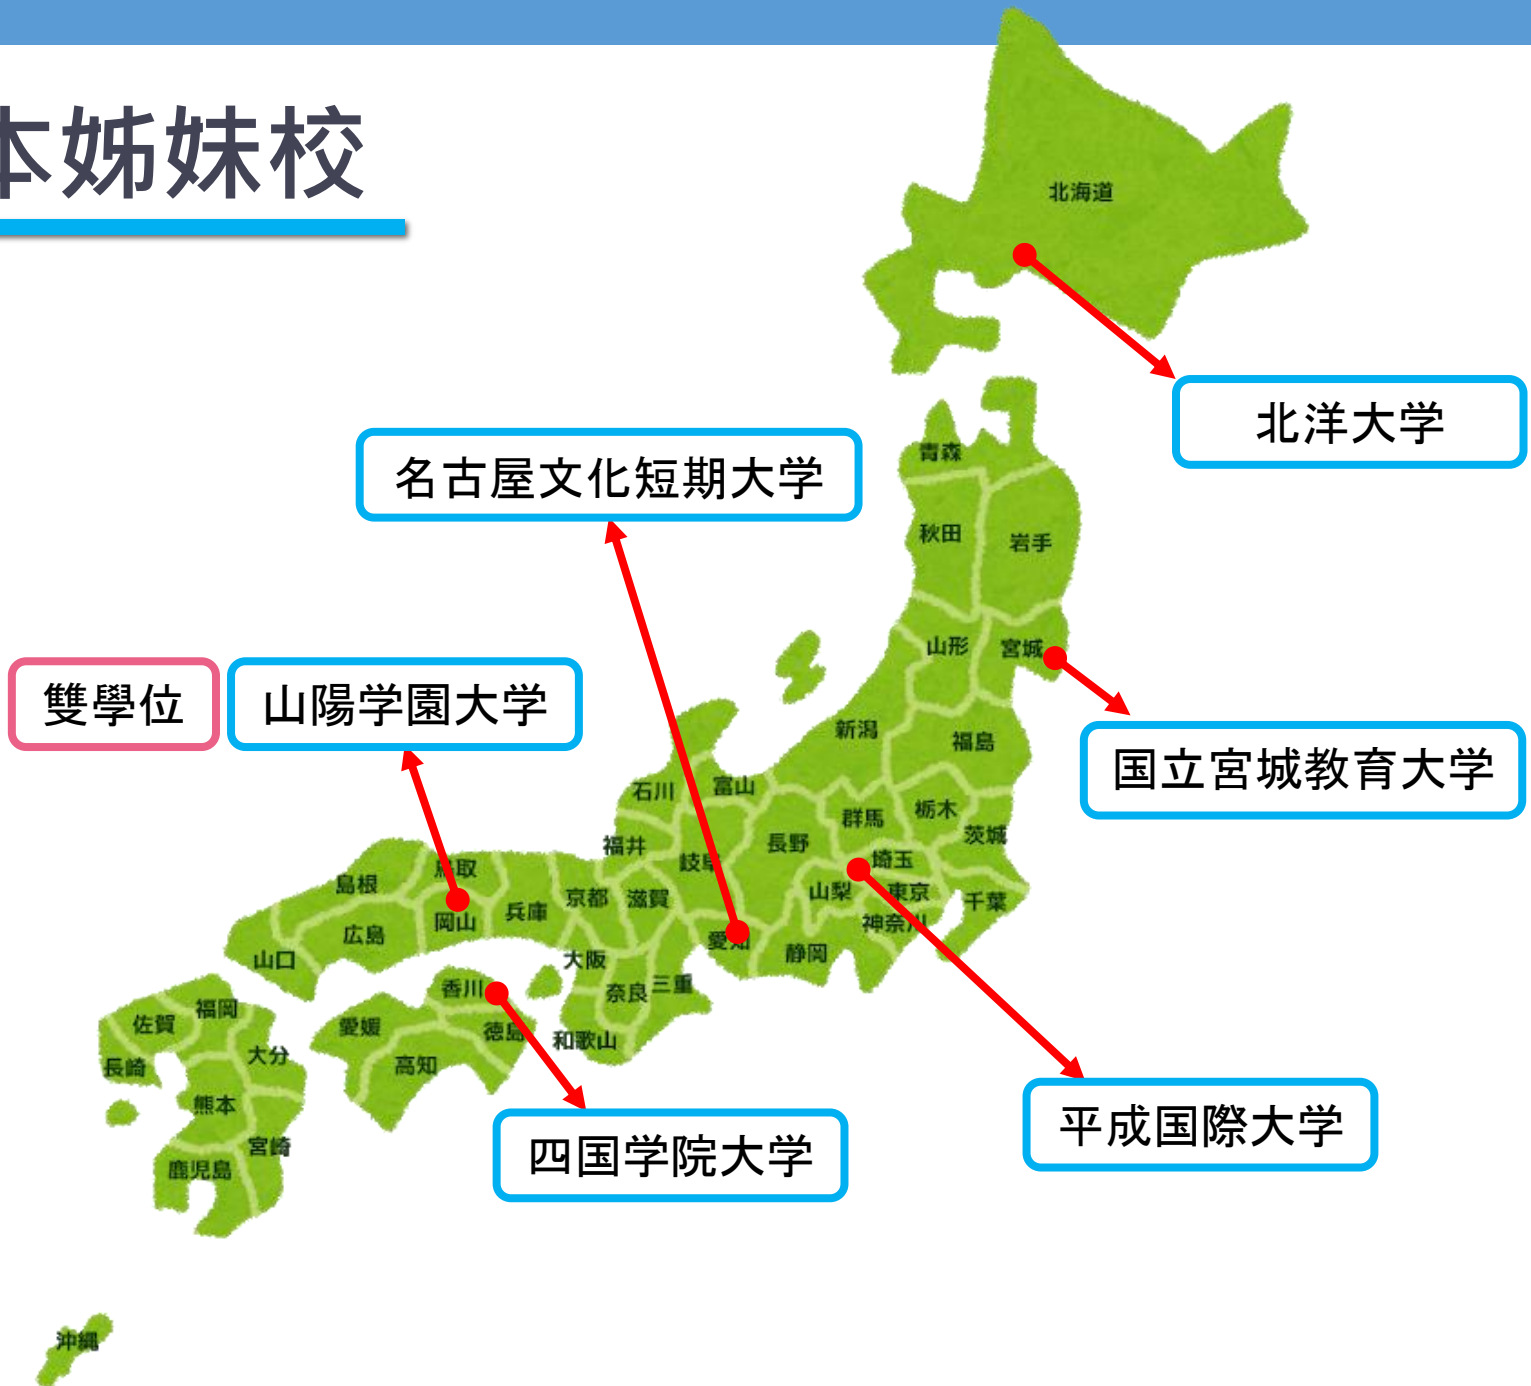 本姊妹校
北海道
北洋大学
名古屋文化短期大学
青森
秋田
岩手
山形
宮城
雙學位
山陽学園大学
新潟
福島
国立宮城教育大学
石川
富山
群馬
栃木
茨城
福井
岐阜
長野
埼玉
鳥取
島根
京都
滋賀
山梨
東京
千葉
岡山
兵庫
広島
愛知
神奈川
静岡
山口
大阪
香川
奈良
三重
福岡
佐賀
愛媛
徳島
和歌山
大分
長崎
高知
熊本
四国学院大学
平成国際大学
宮崎
鹿児島
沖縄